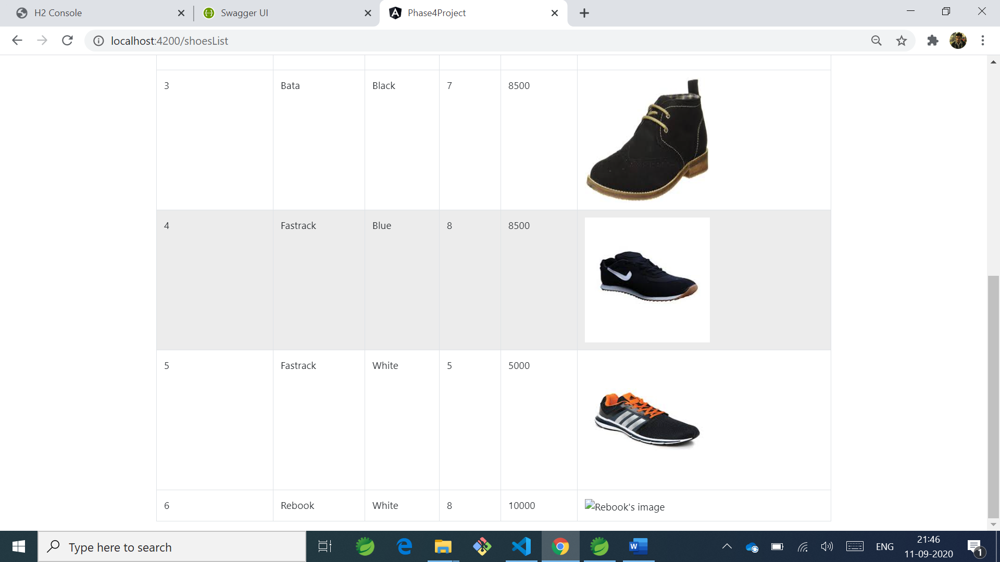 H2 Console
Swagger UI
Phase4Project
localhost:4200/shoesList
3 Bata Black 7 8500
4 Fastrack Blue 8 8500
5 Fastrack White 5 5000
6 Rebook White 8 10000 Rebook's image
Type here to search
W
ENG
21:46
11-09-2020
1